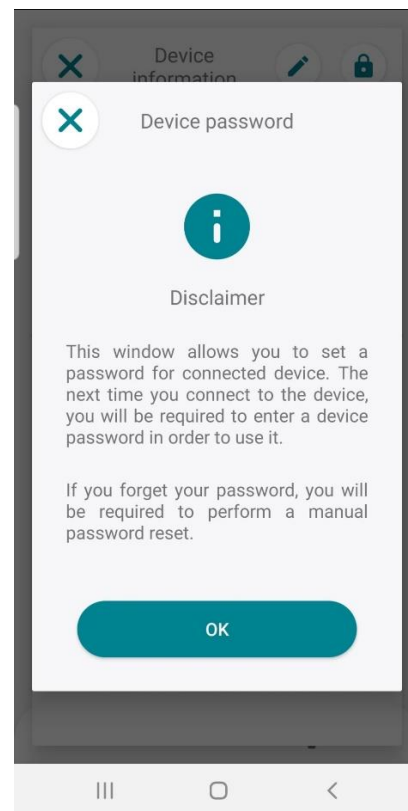 Device
information
Device password
Disclaimer
This window allows you to set a
password for connected device. The
next time you connect to the device,
you will be required to enter a device
password in order to use it.
If you forget your password, you will
be required to perform a manual
password reset.
OK